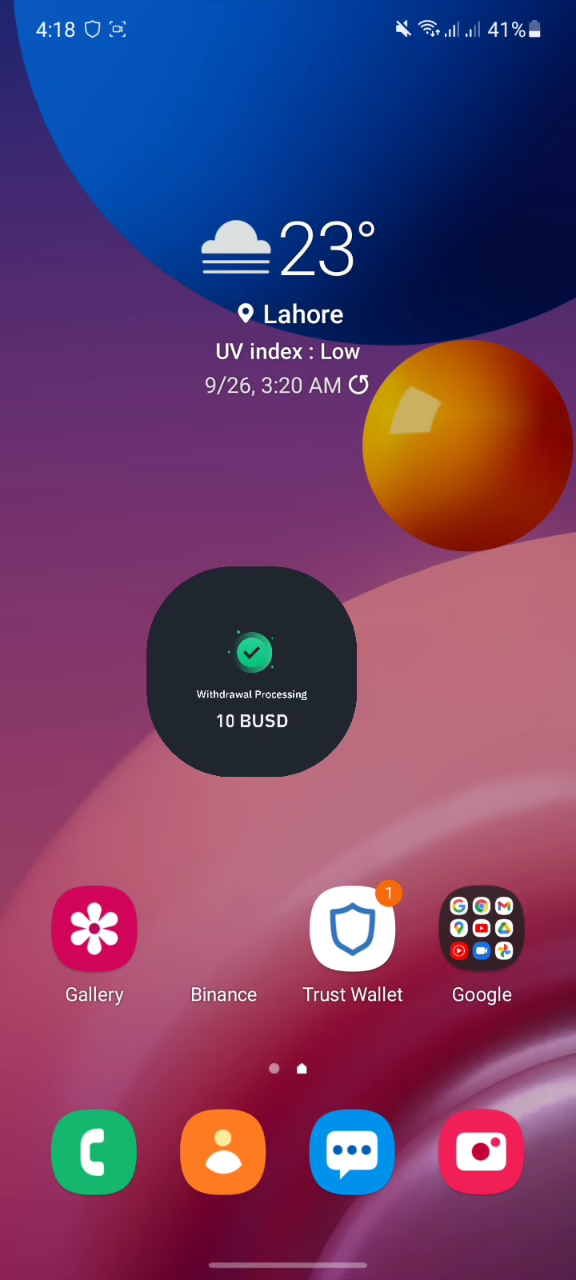 4:18
41%
23°
Lahore
UV index : Low
9/26, 3:20 AM
Withdrawal Processing
10 BUSD
1
Gallery
Binance
Trust Wallet
Google